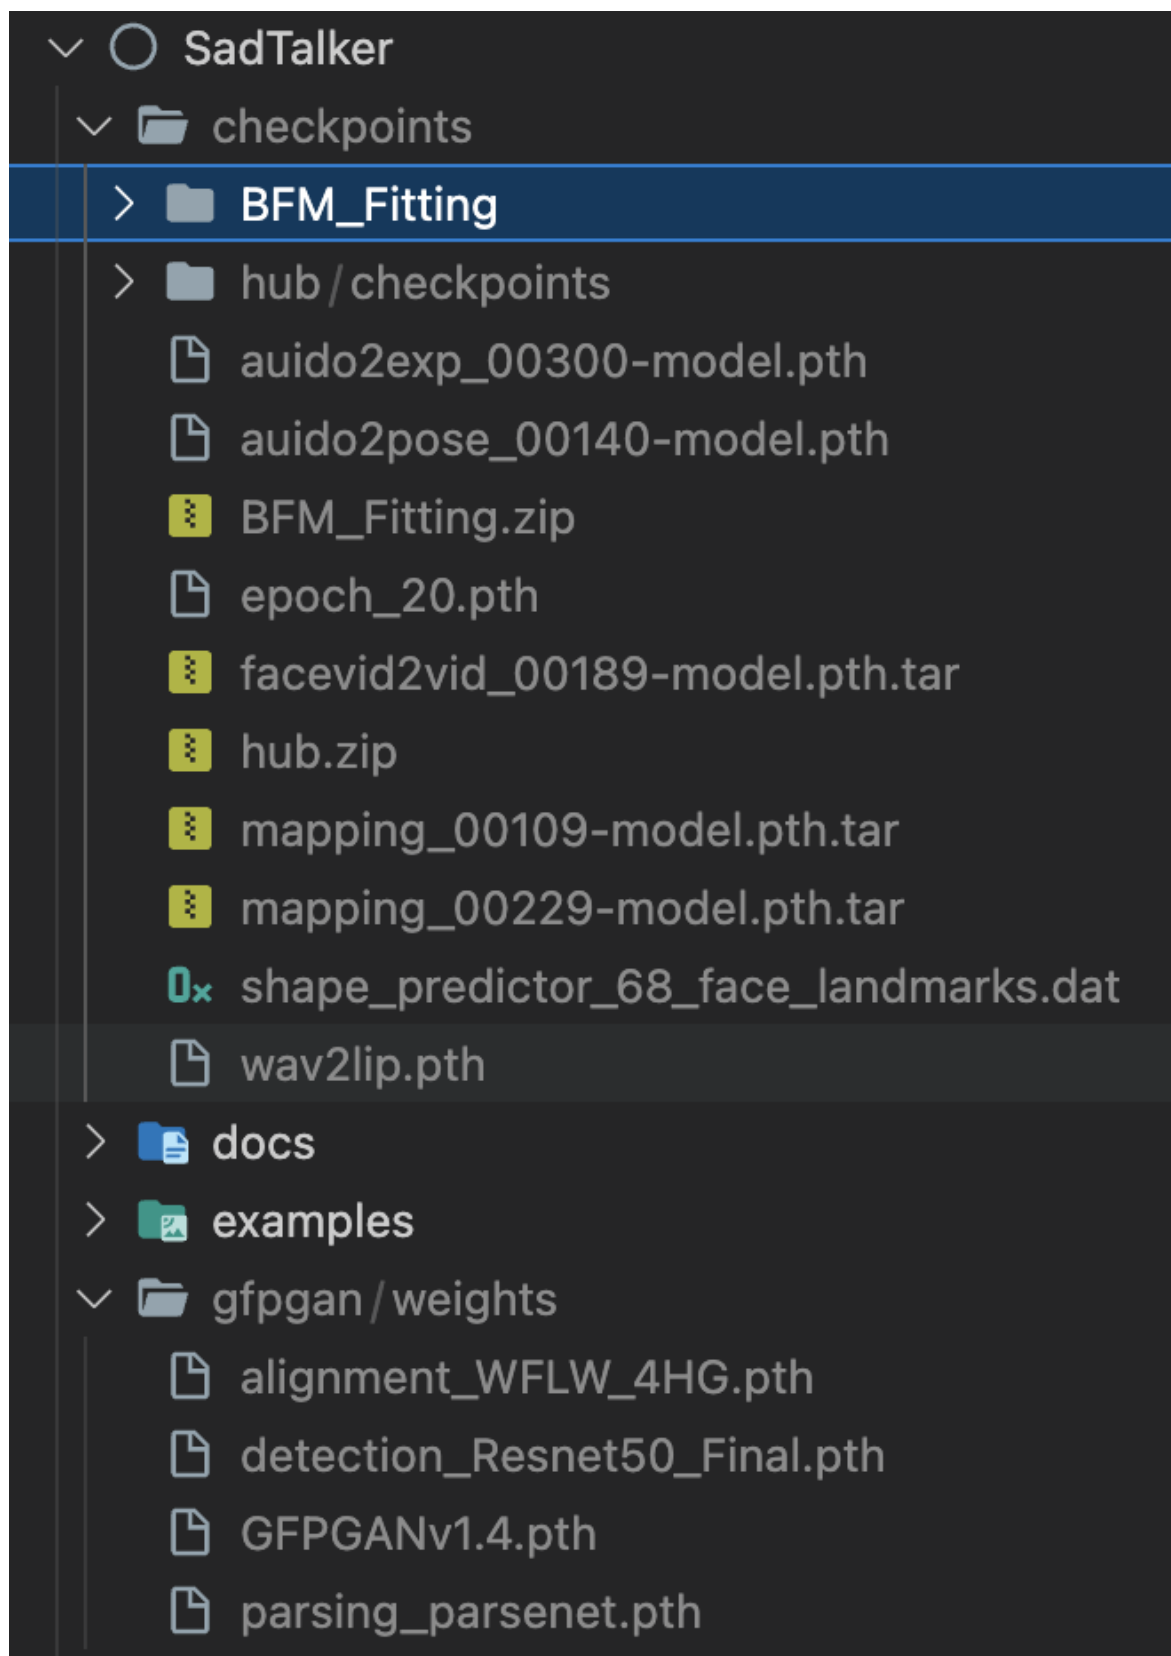 SadTalker
checkpoints
BFM_Fitting
hub/checkpoints
auido2exp_00300-model.pth
auido2pose_00140-model.pth
BFM_Fitting.zip
epoch_20.pth
facevid2vid_00189-model.pth.tar
hub.zip
mapping_00109-model.pth.tar
mapping_00229-model.pth.tar
shape_predictor_68_face_landmarks.dat
wav2lip.pth
docs
examples
gfpgan/weights
alignment_WFLW_4HG.pth
detection_Resnet50_Final.pth
GFPGANv1.4.pth
parsing_parsenet.pth